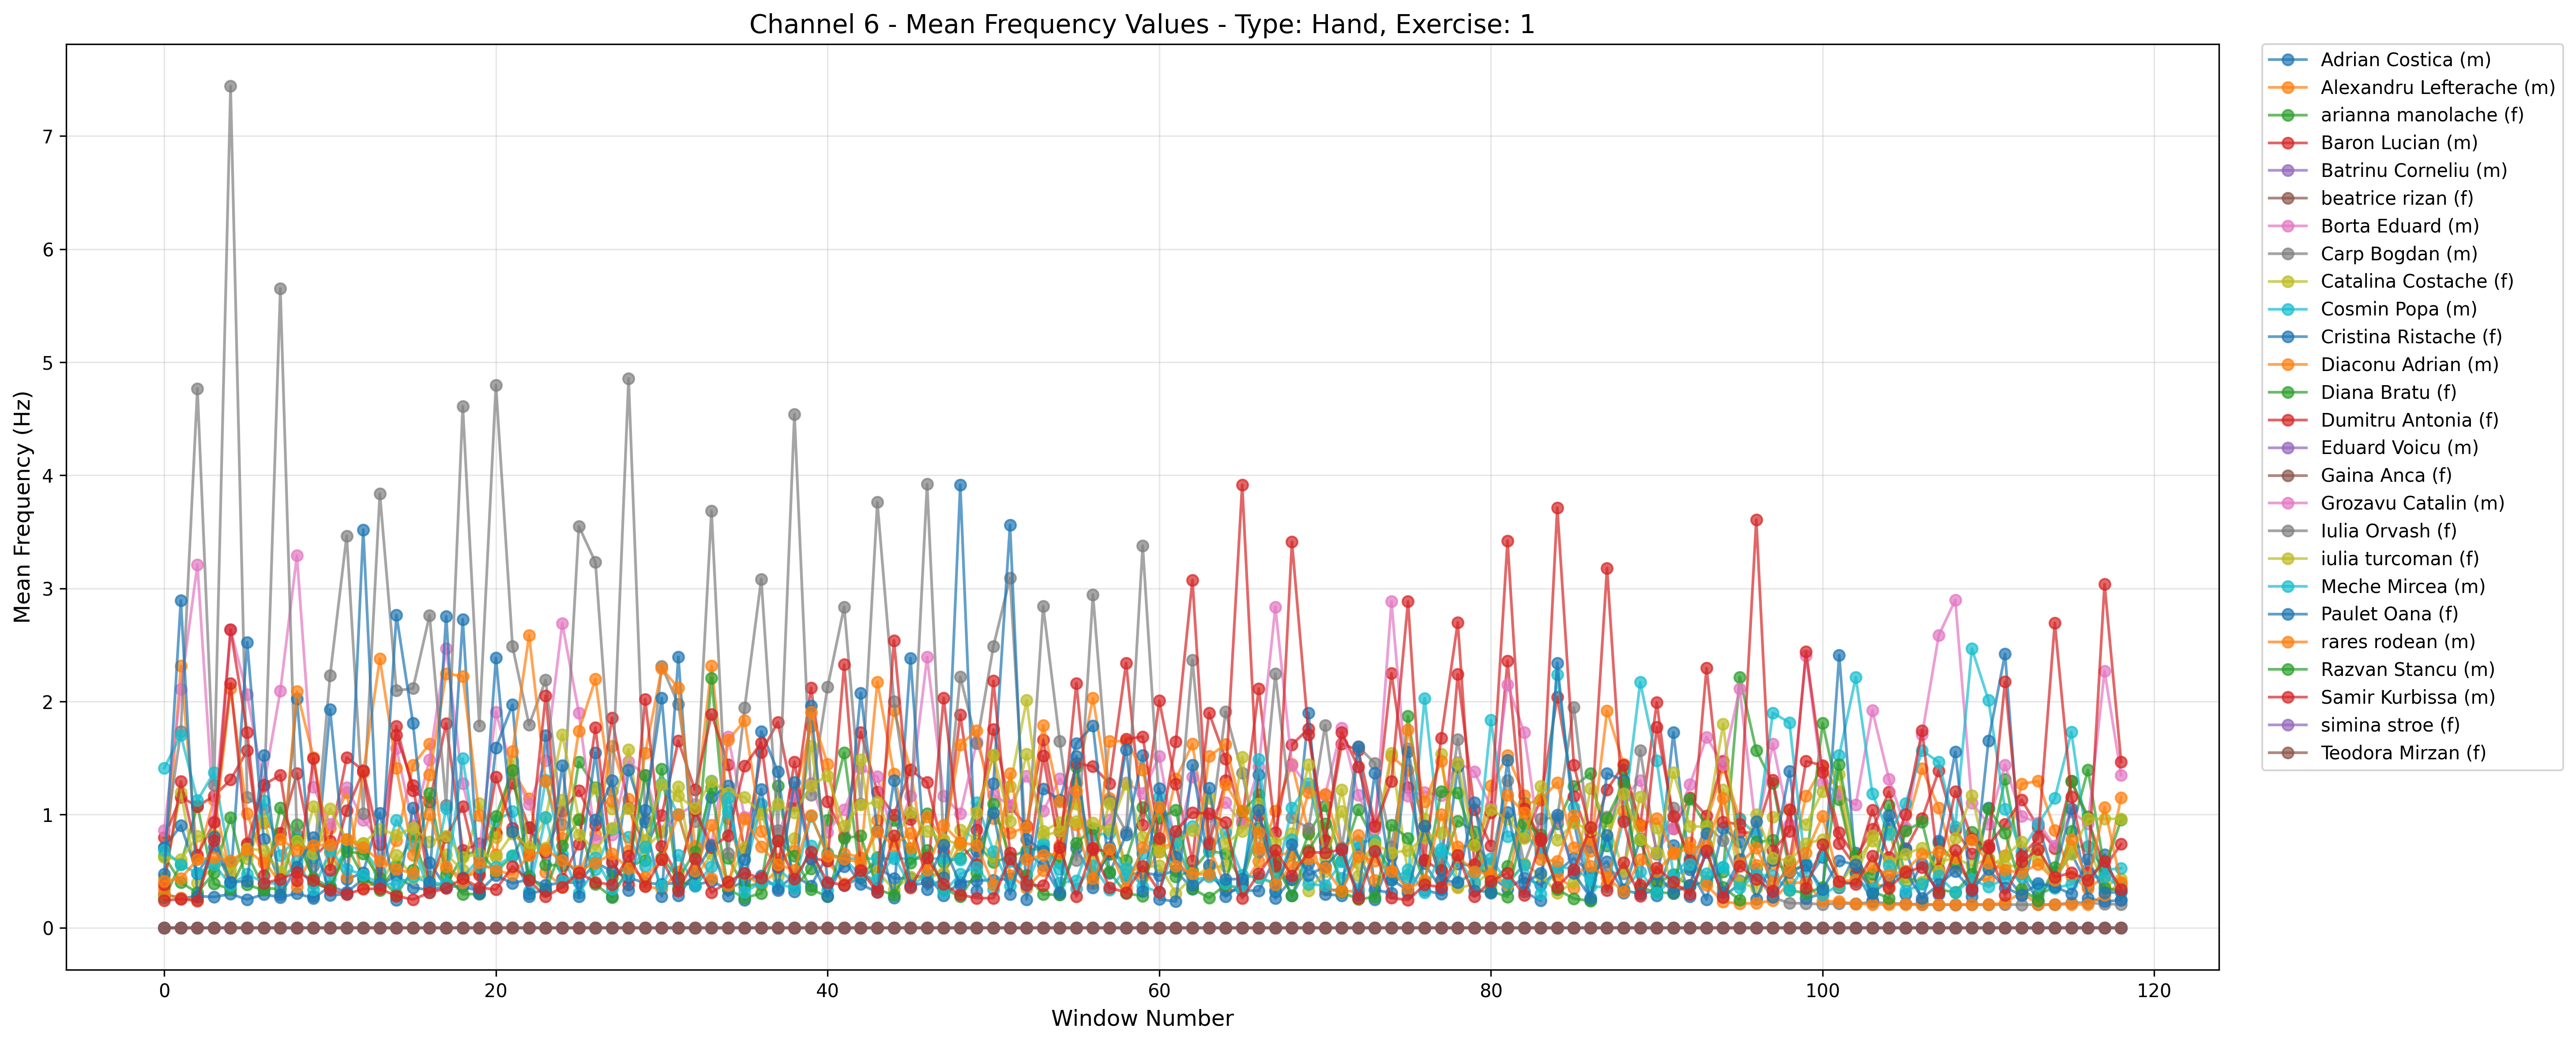 Channel 6 - Mean Frequency Values - Type: Hand, Exercise: 1
Mean Frequency (Hz)
7
6
5
4
3
2
1
0
0 20 40 60 80 100 120
Window Number
Adrian Costica (m)
Alexandru Lefterache (m)
arianna manolache (f)
Baron Lucian (m)
Batrinu Corneliu (m)
beatrice rizan (f)
Borta Eduard (m)
Carp Bogdan (m)
Catalina Costache (f)
Cosmin Popa (m)
Cristina Ristache (f)
Diaconu Adrian (m)
Diana Bratu (f)
Dumitru Antonia (f)
Eduard Voicu (m)
Gaina Anca (f)
Grozavu Catalin (m)
Iulia Orvash (f)
iulia turcoman (f)
Meche Mircea (m)
Paulet Oana (f)
rares rodean (m)
Razvan Stancu (m)
Samir Kurbissa (m)
simina stroe (f)
Teodora Mirzan (f)